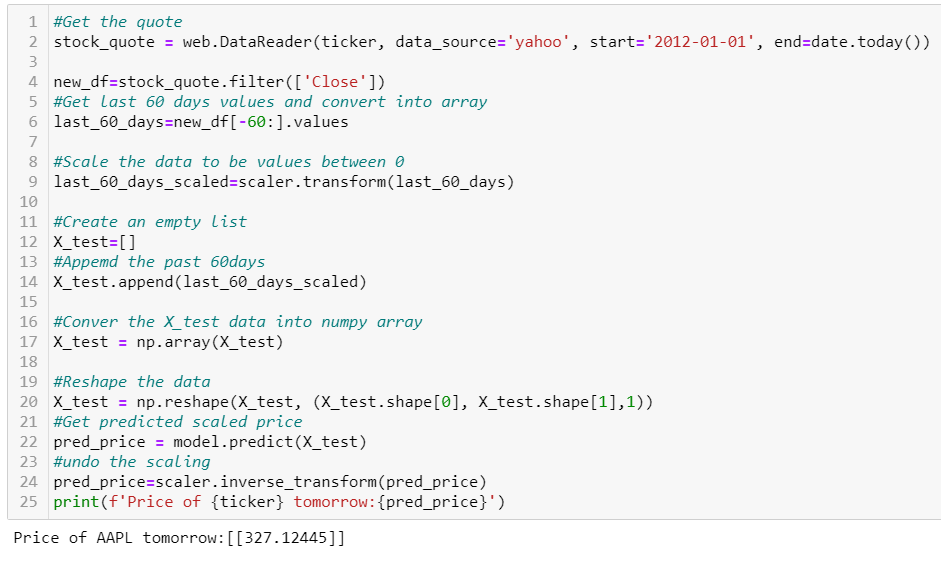 1 #Get the quote
2 stock_quote = web.DataReader(ticker, data_source='yahoo', start='2012-01-01', end=date.today())
3
4 new_df=stock_quote.filter(['Close'])
5 #Get last 60 days values and convert into array
6 last_60_days=new_df[-60:].values
7
8 #Scale the data to be values between 0
9 last_60_days_scaled=scaler.transform(last_60_days)
10
11 #Create an empty list
12 X_test=[]
13 #Appemd the past 60days
14 X_test.append(last_60_days_scaled)
15
16 #Conver the X_test data into numpy array
17 X_test = np.array(X_test)
18
19 #Reshape the data
20 X_test = np.reshape(X_test, (X_test.shape[0], X_test.shape[1],1))
21 #Get predicted scaled price
22 pred_price = model.predict(X_test)
23 #undo the scaling
24 pred_price=scaler.inverse_transform(pred_price)
25 print(f'Price of {ticker} tomorrow:{pred_price}')
Price of AAPL tomorrow:[[327.12445]]